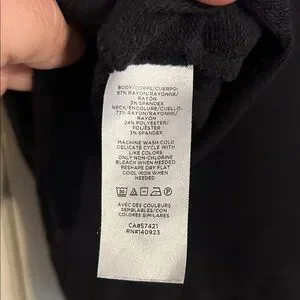 BODY/CORPS/CUERPO:
97% RAYON/RAYONNE/
RAYON
3% SPANDEX
NECK/ENCOLURE/CUELLO:
73% RAYON/RAYONNE/
RAYON
24% POLYESTER/
POLIESTER
3% SPANDEX
MACHINE WASH COLD
DELICATE CYCLE WITH
LIKE COLORS
ONLY NON-CHLORINE
BLEACH WHEN NEEDED
RESHAPE DRY FLAT
COOL IRON WHEN
NEEDED
AVEC DES COULEURS
SEMBLABLES/CON
COLORES SIMILARES
CA#57421
RN#140923